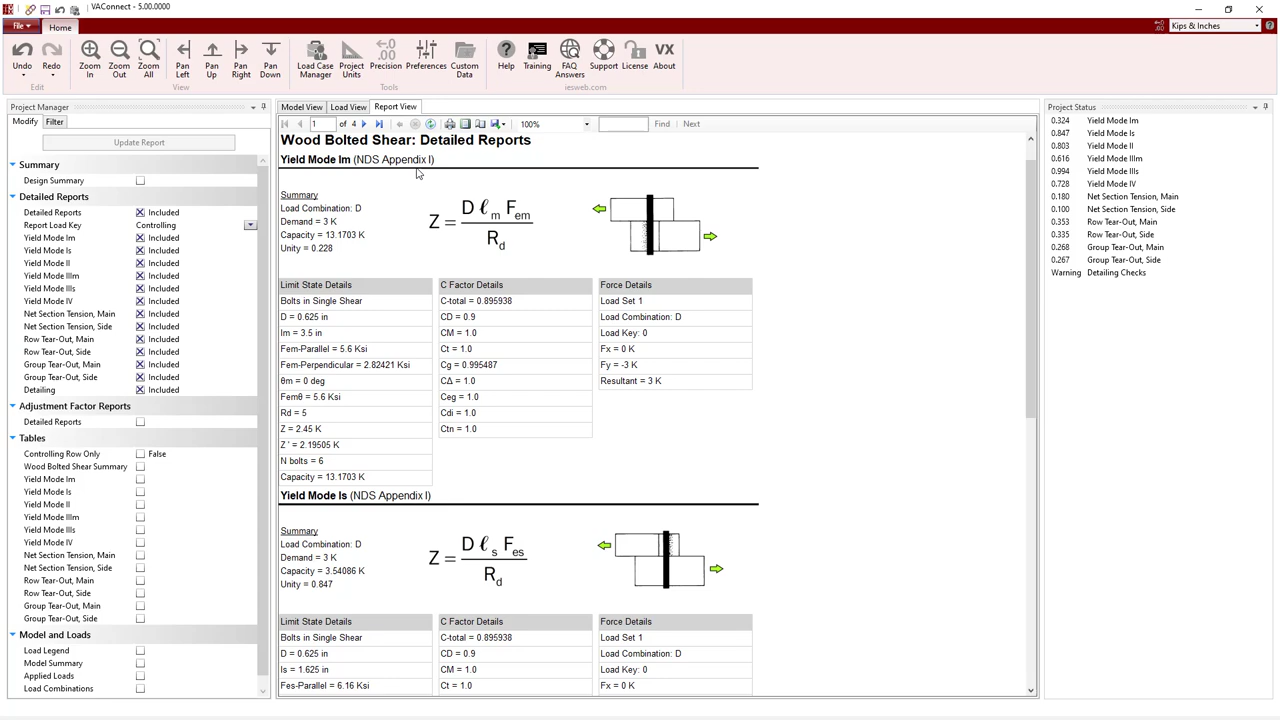 VAConnect - 5.00.0000
File
Home
Kips & Inches
Undo
Redo
Zoom In
Zoom Out
Zoom All
Pan Left
Pan Up
Pan Right
Pan Down
Load Case Manager
Project Units
Precision
Preferences
Custom Data
Help
Training
FAQ Answers
Support
License
VX About
Edit
View
Tools
iesweb.com
Project Manager
Modify
Filter
Update Report
Summary
Design Summary
Detailed Reports
Detailed Reports Included
Report Load Key Controlling
Yield Mode Im Included
Yield Mode Is Included
Yield Mode II Included
Yield Mode IIIm Included
Yield Mode IIIs Included
Yield Mode IV Included
Net Section Tension, Main Included
Net Section Tension, Side Included
Row Tear-Out, Main Included
Row Tear-Out, Side Included
Group Tear-Out, Main Included
Group Tear-Out, Side Included
Detailing Included
Adjustment Factor Reports
Detailed Reports
Tables
Controlling Row Only False
Wood Bolted Shear Summary
Yield Mode Im
Yield Mode Is
Yield Mode II
Yield Mode IIIm
Yield Mode IIIs
Yield Mode IV
Net Section Tension, Main
Net Section Tension, Side
Row Tear-Out, Main
Row Tear-Out, Side
Group Tear-Out, Main
Group Tear-Out, Side
Model and Loads
Load Legend
Model Summary
Applied Loads
Load Combinations
Model View
Load View
Report View
1 of 4
100%
Find
Next
Wood Bolted Shear: Detailed Reports
Yield Mode Im (NDS Appendix I)
Summary
Load Combination: D
Demand = 3 K
Capacity = 13.1703 K
Unity = 0.228
Z = D ℓm Fem / Rd
Limit State Details
Bolts in Single Shear
D = 0.625 in
lm = 3.5 in
Fem-Parallel = 5.6 Ksi
Fem-Perpendicular = 2.82421 Ksi
θm = 0 deg
Femθ = 5.6 Ksi
Rd = 5
Z = 2.45 K
Z ' = 2.19505 K
N bolts = 6
Capacity = 13.1703 K
C Factor Details
C-total = 0.895938
CD = 0.9
CM = 1.0
Ct = 1.0
Cg = 0.995487
CΔ = 1.0
Ceg = 1.0
Cdi = 1.0
Ctn = 1.0
Force Details
Load Set 1
Load Combination: D
Load Key: 0
Fx = 0 K
Fy = -3 K
Resultant = 3 K
Yield Mode Is (NDS Appendix I)
Summary
Load Combination: D
Demand = 3 K
Capacity = 3.54086 K
Unity = 0.847
Z = D ℓs Fes / Rd
Limit State Details
Bolts in Single Shear
D = 0.625 in
ls = 1.625 in
Fes-Parallel = 6.16 Ksi
C Factor Details
C-total = 0.895938
CD = 0.9
CM = 1.0
Ct = 1.0
Force Details
Load Set 1
Load Combination: D
Load Key: 0
Fx = 0 K
Project Status
0.324 Yield Mode Im
0.847 Yield Mode Is
0.803 Yield Mode II
0.616 Yield Mode IIIm
0.994 Yield Mode IIIs
0.728 Yield Mode IV
0.180 Net Section Tension, Main
0.100 Net Section Tension, Side
0.238 Row Tear-Out, Main
0.335 Row Tear-Out, Side
0.268 Group Tear-Out, Main
0.267 Group Tear-Out, Side
Warning Detailing Checks